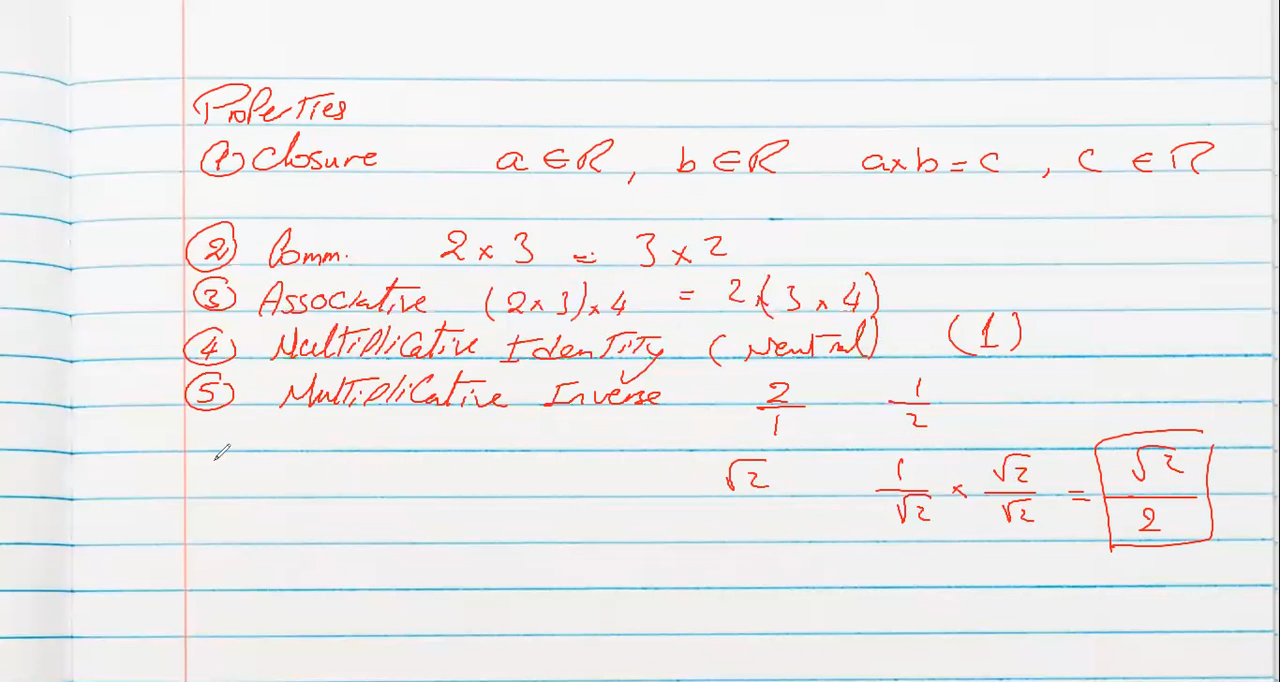 Properties
① Closure a ∈ R, b ∈ R a×b = c, c ∈ R
② Comm. 2 × 3 = 3 × 2
③ Associative (2×3)×4 = 2×(3×4)
④ Multiplicative Identity (Neutral) (1)
⑤ Multiplicative Inverse 2/1 1/2
√2 1/√2 × √2/√2 = √2/2